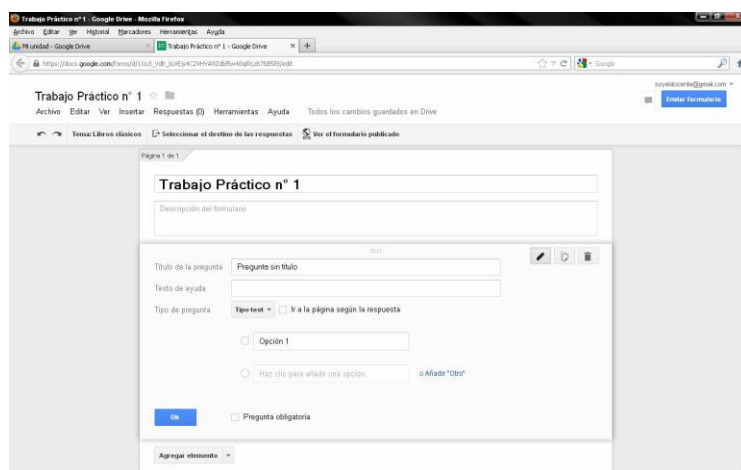 Trabajo Práctico n° 1 - Google Drive - Mozilla Firefox
Archivo Editar Ver Historial Marcadores Herramientas Ayuda
Mi unidad - Google Drive
Trabajo Práctico n° 1 - Google Drive
Google
soyeldocente@gmail.com
Trabajo Práctico n° 1
Archivo Editar Ver Insertar Respuestas (0) Herramientas Ayuda Todos los cambios guardados en Drive
Enviar formulario
Tema: Libros clásicos Seleccionar el destino de las respuestas Ver el formulario publicado
Página 1 de 1
Trabajo Práctico n° 1
Descripción del formulario
Título de la pregunta Pregunta sin título
Texto de ayuda
Tipo de pregunta Tipo test Ir a la página según la respuesta
Opción 1
Haz clic para añadir una opción. o Añadir "Otro"
Ok Pregunta obligatoria
Agregar elemento